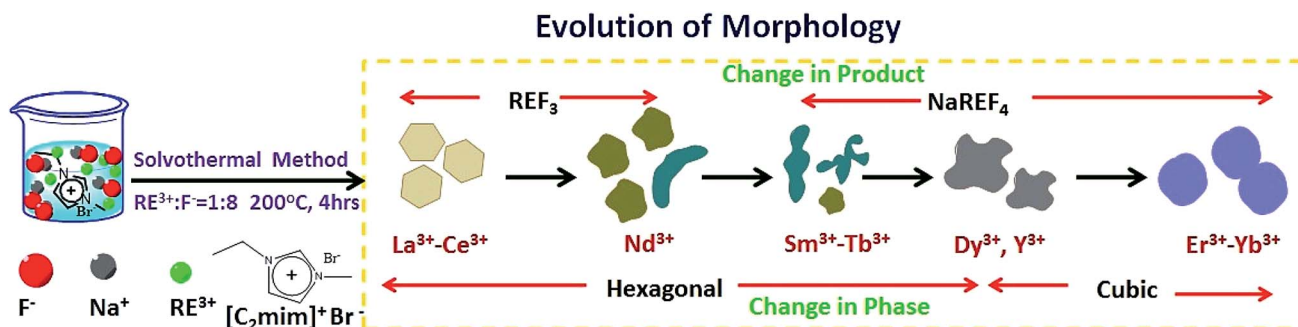 Evolution of Morphology
Change in Product
REF₃
NaREF₄
Solvothermal Method
RE³⁺:F⁻=1:8 200⁰C, 4hrs
N
+
N
Br⁻
La³⁺-Ce³⁺
Nd³⁺
Sm³⁺-Tb³⁺
Dy³⁺, Y³⁺
Er³⁺-Yb³⁺
Hexagonal
Change in Phase
Cubic
F⁻
Na⁺
RE³⁺
N
+
N
Br⁻
[C₂mim]⁺Br⁻